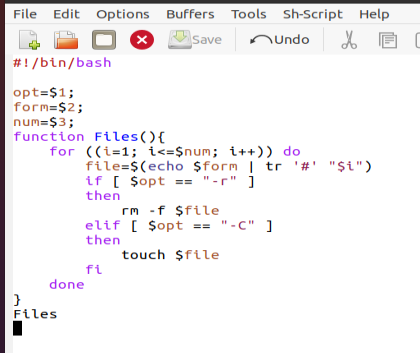 File Edit Options Buffers Tools Sh-Script Help
Save Undo
#!/bin/bash
opt=$1;
form=$2;
num=$3;
function Files(){
    for ((i=1; i<=$num; i++)) do
        file=$(echo $form | tr '#' "$i")
        if [ $opt == "-r" ]
        then
            rm -f $file
        elif [ $opt == "-C" ]
        then
            touch $file
        fi
    done
}
Files